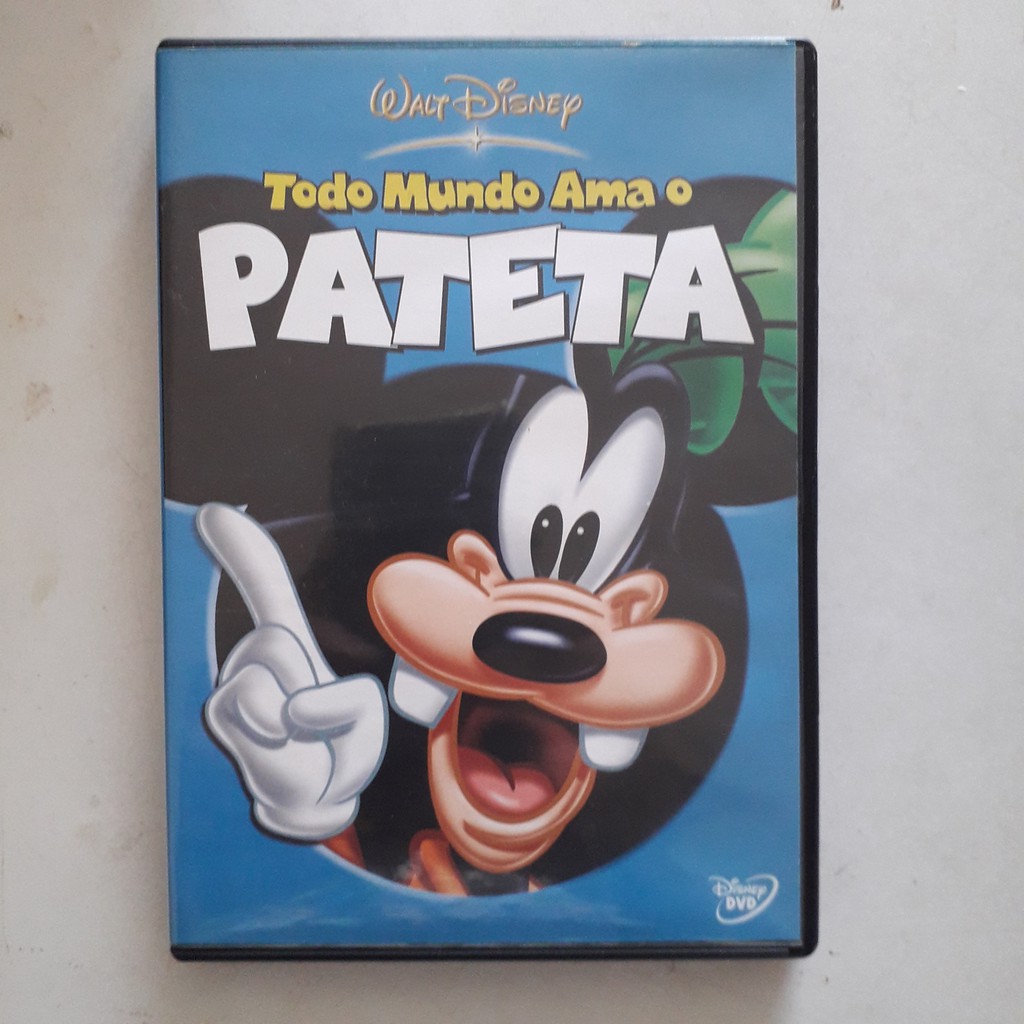 Walt Disney
Todo Mundo Ama o
PATETA
Disney
DVD